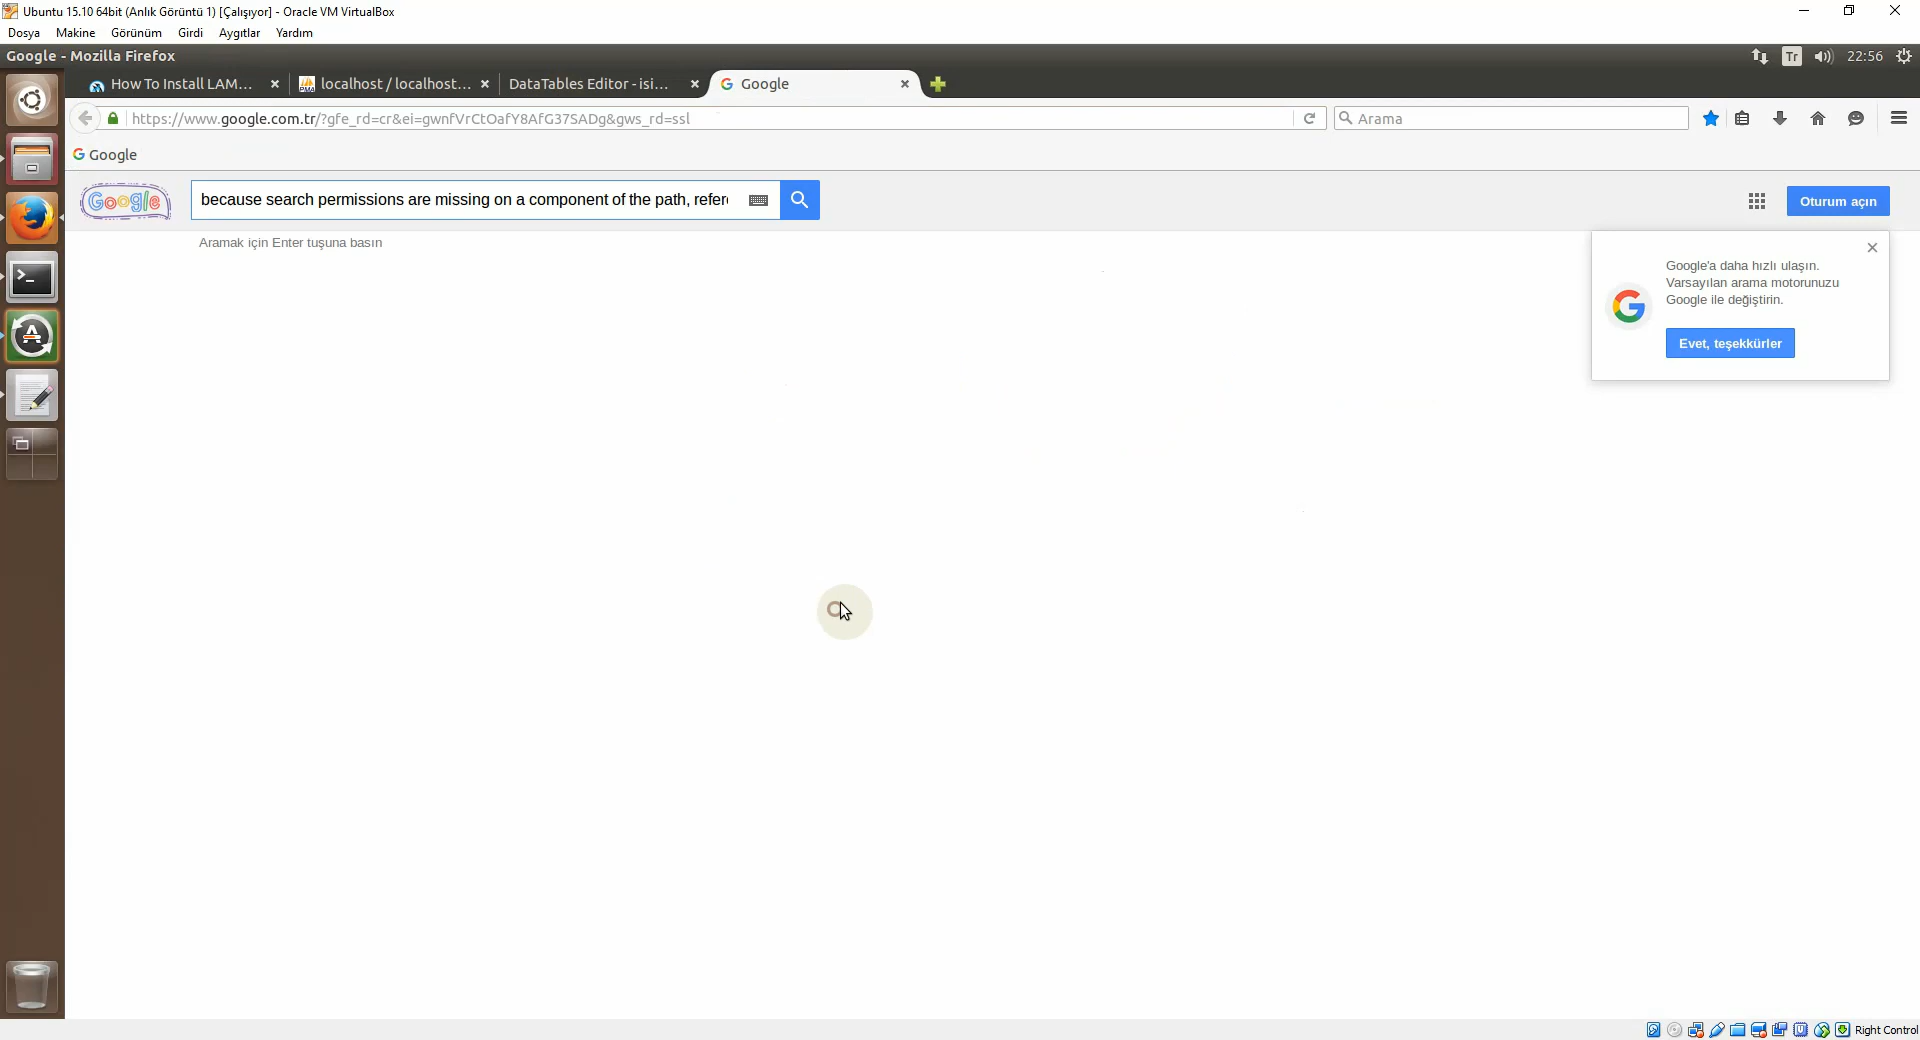 Ubuntu 15.10 64bit (Anlık Görüntü 1) [Çalışıyor] - Oracle VM VirtualBox
Dosya Makine Görünüm Girdi Aygıtlar Yardım
Google - Mozilla Firefox
Tr
22:56
How To Install LAM...
localhost / localhost...
DataTables Editor - isi...
Google
https://www.google.com.tr/?gfe_rd=cr&ei=gwnfVrCtOafY8AfG37SADg&gws_rd=ssl
Arama
Google
Google
because search permissions are missing on a component of the path, refer
Oturum açın
Aramak için Enter tuşuna basın
Google'a daha hızlı ulaşın.
Varsayılan arama motorunuzu
Google ile değiştirin.
Evet, teşekkürler
Right Control